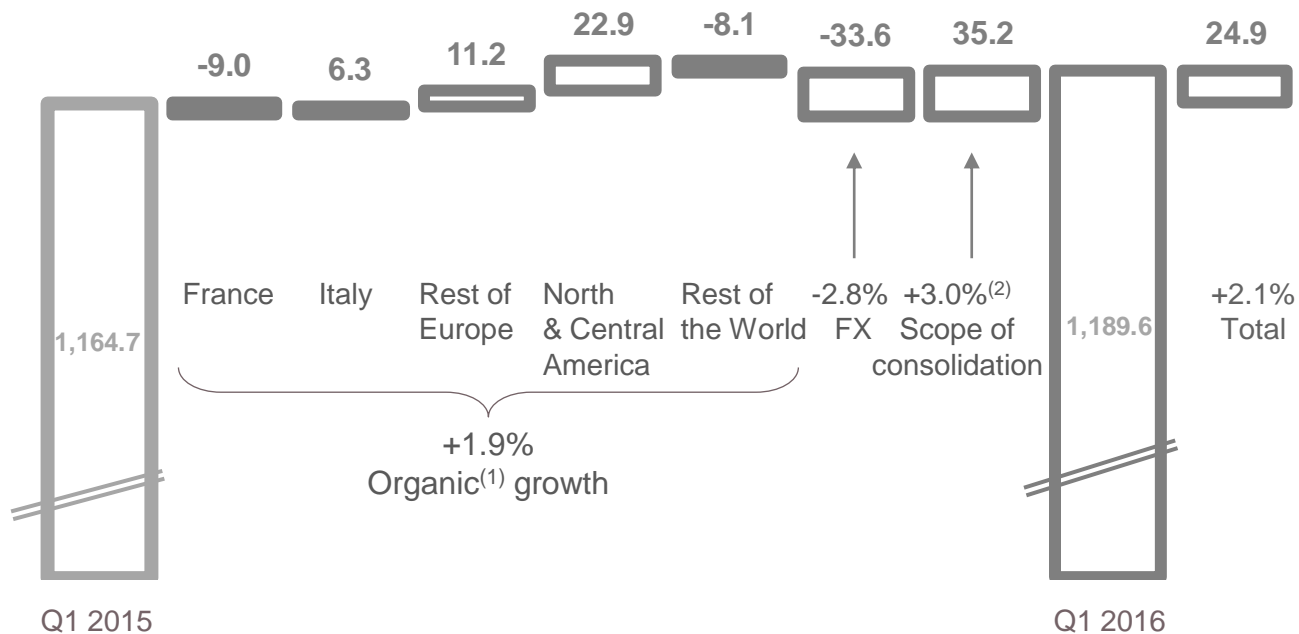 -9.0
6.3
11.2
22.9
-8.1
-33.6
35.2
24.9
1,164.7
France
Italy
Rest of
Europe
North
& Central
America
Rest of
the World
-2.8%
FX
+3.0%(2)
Scope of
consolidation
1,189.6
+2.1%
Total
+1.9%
Organic(1) growth
Q1 2015
Q1 2016